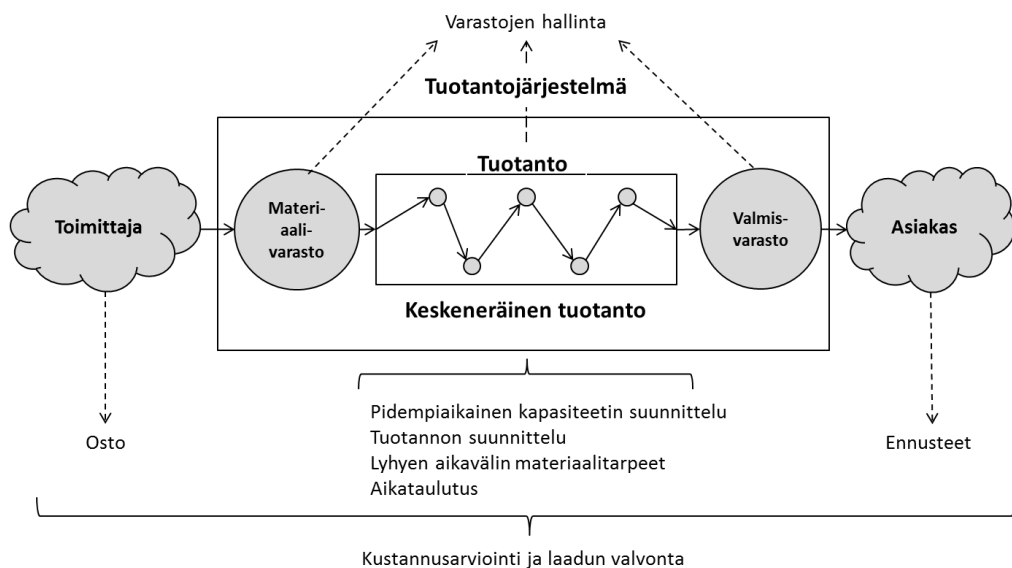 Varastojen hallinta
Tuotantojärjestelmä
Tuotanto
Toimittaja
Materi-
aali-
varasto
Valmis-
varasto
Asiakas
Keskeneräinen tuotanto
Pidempiaikainen kapasiteetin suunnittelu
Tuotannon suunnittelu
Lyhyen aikavälin materiaalitarpeet
Aikataulutus
Osto
Ennusteet
Kustannusarviointi ja laadun valvonta